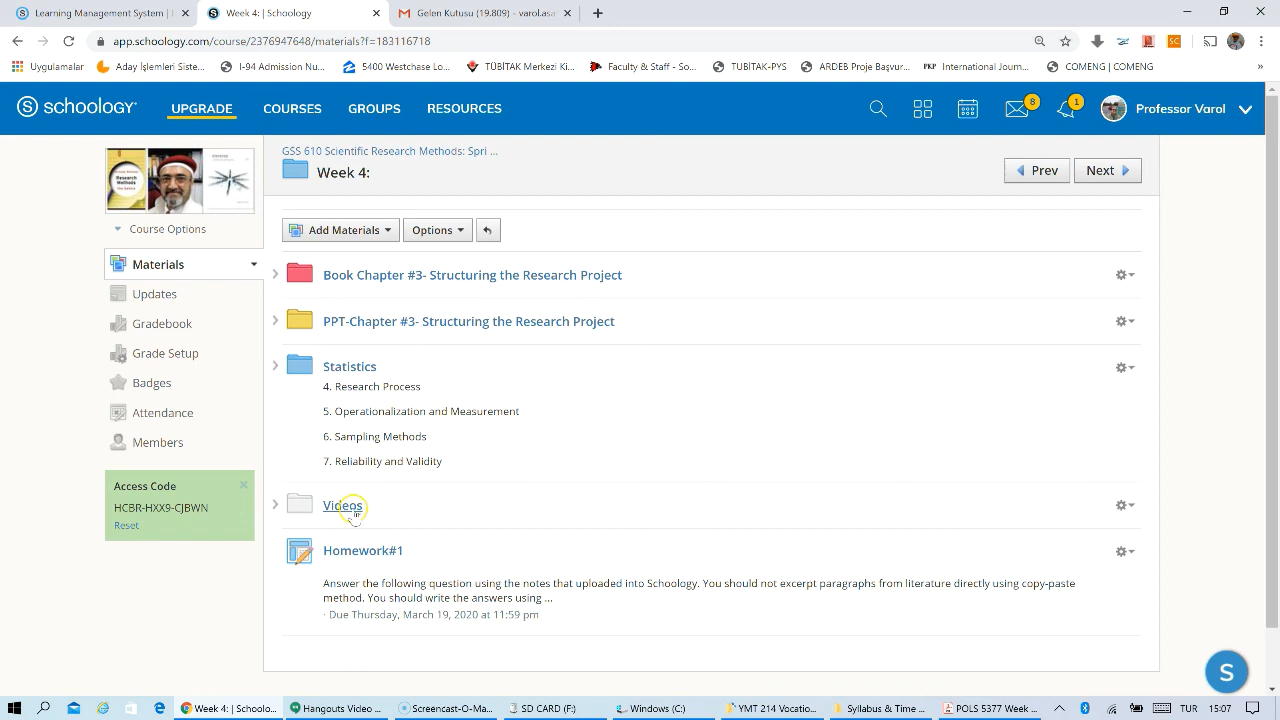 Learning Management System |
Week 4: | Schoology
Gelen Kutusu (19.809) - varol.asa
app.schoology.com/course/2376947648/materials?f=183116718
Uygulamalar
Aday İşlemleri Siste...
I-94 Admission Nu...
5400 Westchase L...
TÜBİTAK Merkezi K...
Faculty & Staff - So...
TUBITAK-PYS
ARDEB Proje Başvur...
PKP International Jour...
COMENG | COMENG
»
S schoology®
UPGRADE
COURSES
GROUPS
RESOURCES
8
1
Professor Varol
GSS 610 Scientific Research Methods: Spri ...
Week 4:
Prev
Next
Course Options
Add Materials
Options
Materials
Updates
Gradebook
Grade Setup
Badges
Attendance
Members
Access Code
HCBR-HXX9-CJBWN
Reset
Book Chapter #3- Structuring the Research Project
PPT-Chapter #3- Structuring the Research Project
Statistics
4. Research Process
5. Operationalization and Measurement
6. Sampling Methods
7. Reliability and Validity
Videos
Homework#1
Answer the following question using the notes that uploaded into Schoology. You should not excerpt paragraphs from literature directly using copy-paste
method. You should write the answers using ...
· Due Thursday, March 19, 2020 at 11:59 pm
S
Week 4: | Schoolo...
Hangouts Video ...
Screencast-O-Ma...
SD CARD (F:)
Windows (C:)
YMT 214 Vocatio...
Syllabus & Time ...
POLS 5377 Week...
TUR
15:07